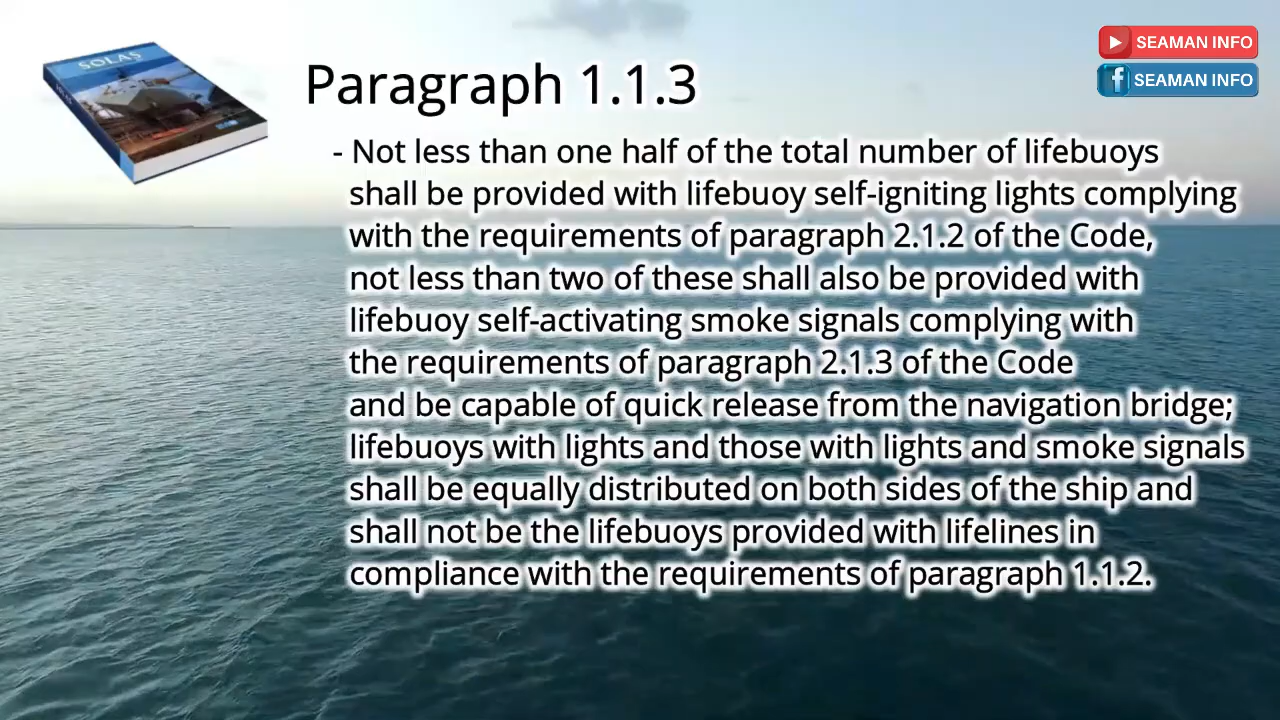 SOLAS
SEAMAN INFO
SEAMAN INFO
Paragraph 1.1.3
- Not less than one half of the total number of lifebuoys
shall be provided with lifebuoy self-igniting lights complying
with the requirements of paragraph 2.1.2 of the Code,
not less than two of these shall also be provided with
lifebuoy self-activating smoke signals complying with
the requirements of paragraph 2.1.3 of the Code
and be capable of quick release from the navigation bridge;
lifebuoys with lights and those with lights and smoke signals
shall be equally distributed on both sides of the ship and
shall not be the lifebuoys provided with lifelines in
compliance with the requirements of paragraph 1.1.2.